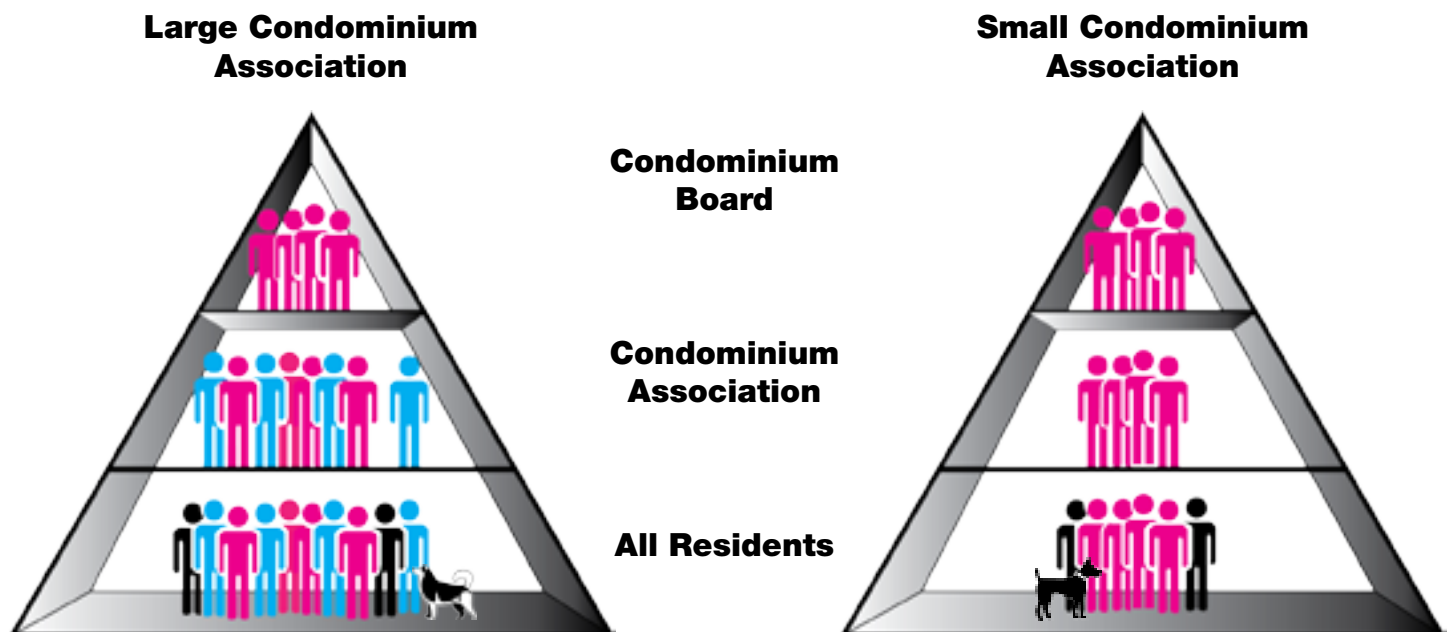 Large Condominium
Association
Small Condominium
Association
Condominium
Board
Condominium
Association
All Residents